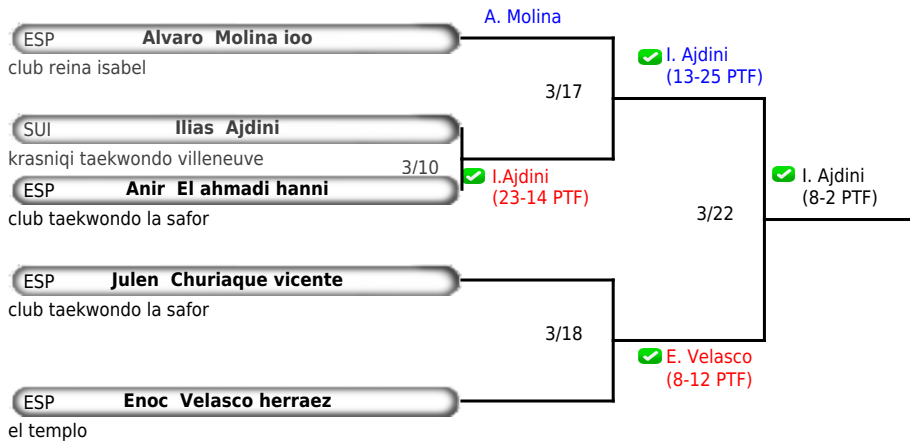 A. Molina
ESP Alvaro Molina ioo
club reina isabel
I. Ajdini
(13-25 PTF)
3/17
SUI Ilias Ajdini
krasniqi taekwondo villeneuve
3/10
I.Ajdini
(23-14 PTF)
ESP Anir El ahmadi hanni
club taekwondo la safor
I. Ajdini
(8-2 PTF)
3/22
ESP Julen Churiaque vicente
club taekwondo la safor
3/18
E. Velasco
(8-12 PTF)
ESP Enoc Velasco herraez
el templo